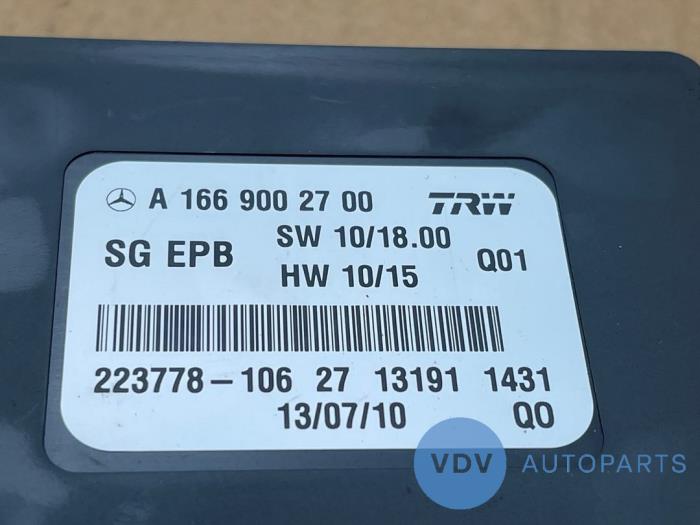 A 166 900 27 00 TRW
SG EPB SW 10/18.00 Q01
HW 10/15
223778-106 27 13191 1431
13/07/10 QO
VDV AUTOPARTS